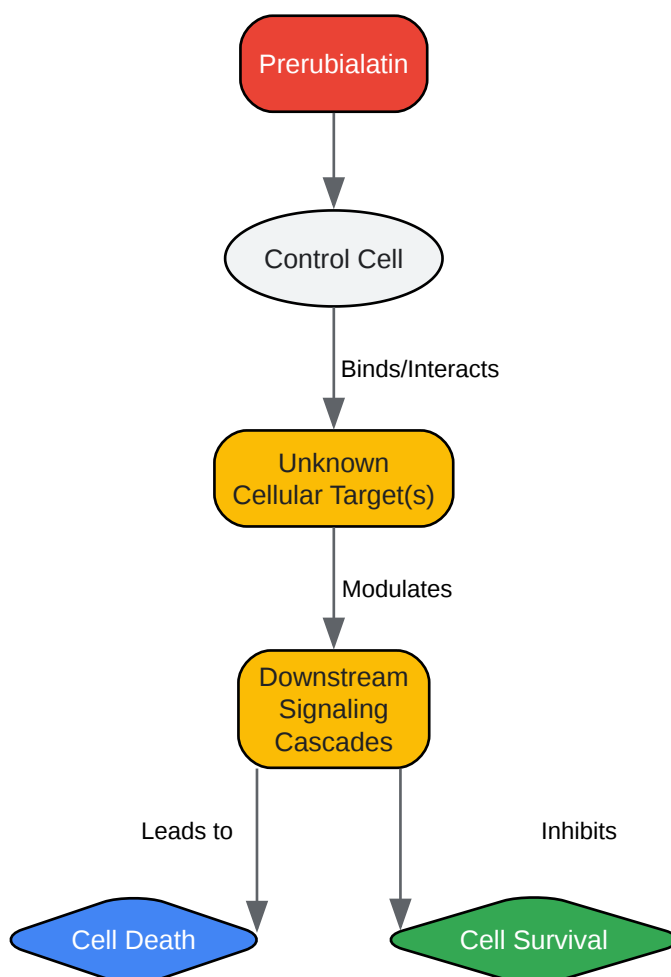 Prerubialatin
Control Cell
Binds/Interacts
Unknown
Cellular Target(s)
Modulates
Downstream
Signaling
Cascades
Leads to
Inhibits
Cell Death
Cell Survival